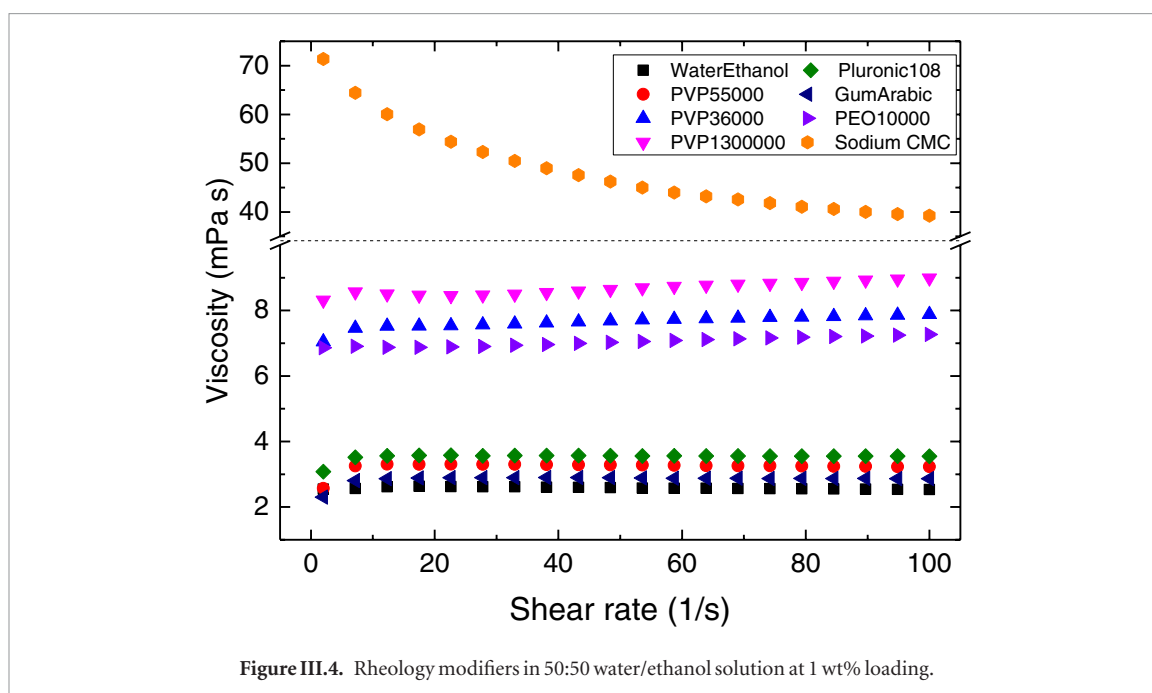 70
60
50
40
8
6
4
2
Viscosity (mPa s)
WaterEthanol
PVP55000
PVP36000
PVP1300000
Pluronic108
GumArabic
PEO10000
Sodium CMC
0 20 40 60 80 100
Shear rate (1/s)
Figure III.4. Rheology modifiers in 50:50 water/ethanol solution at 1 wt% loading.